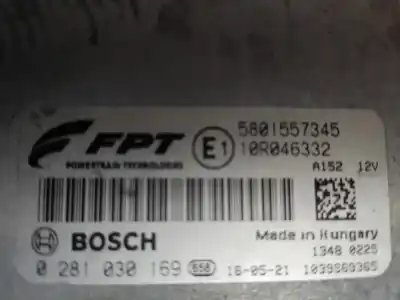 FPT
POWERTRAIN TECHNOLOGIES
E1
5801557345
10R046332
A152 12V
BOSCH
Made in Hungary
1348 0225
0 281 030 169 658 16-05-21 1039S69365